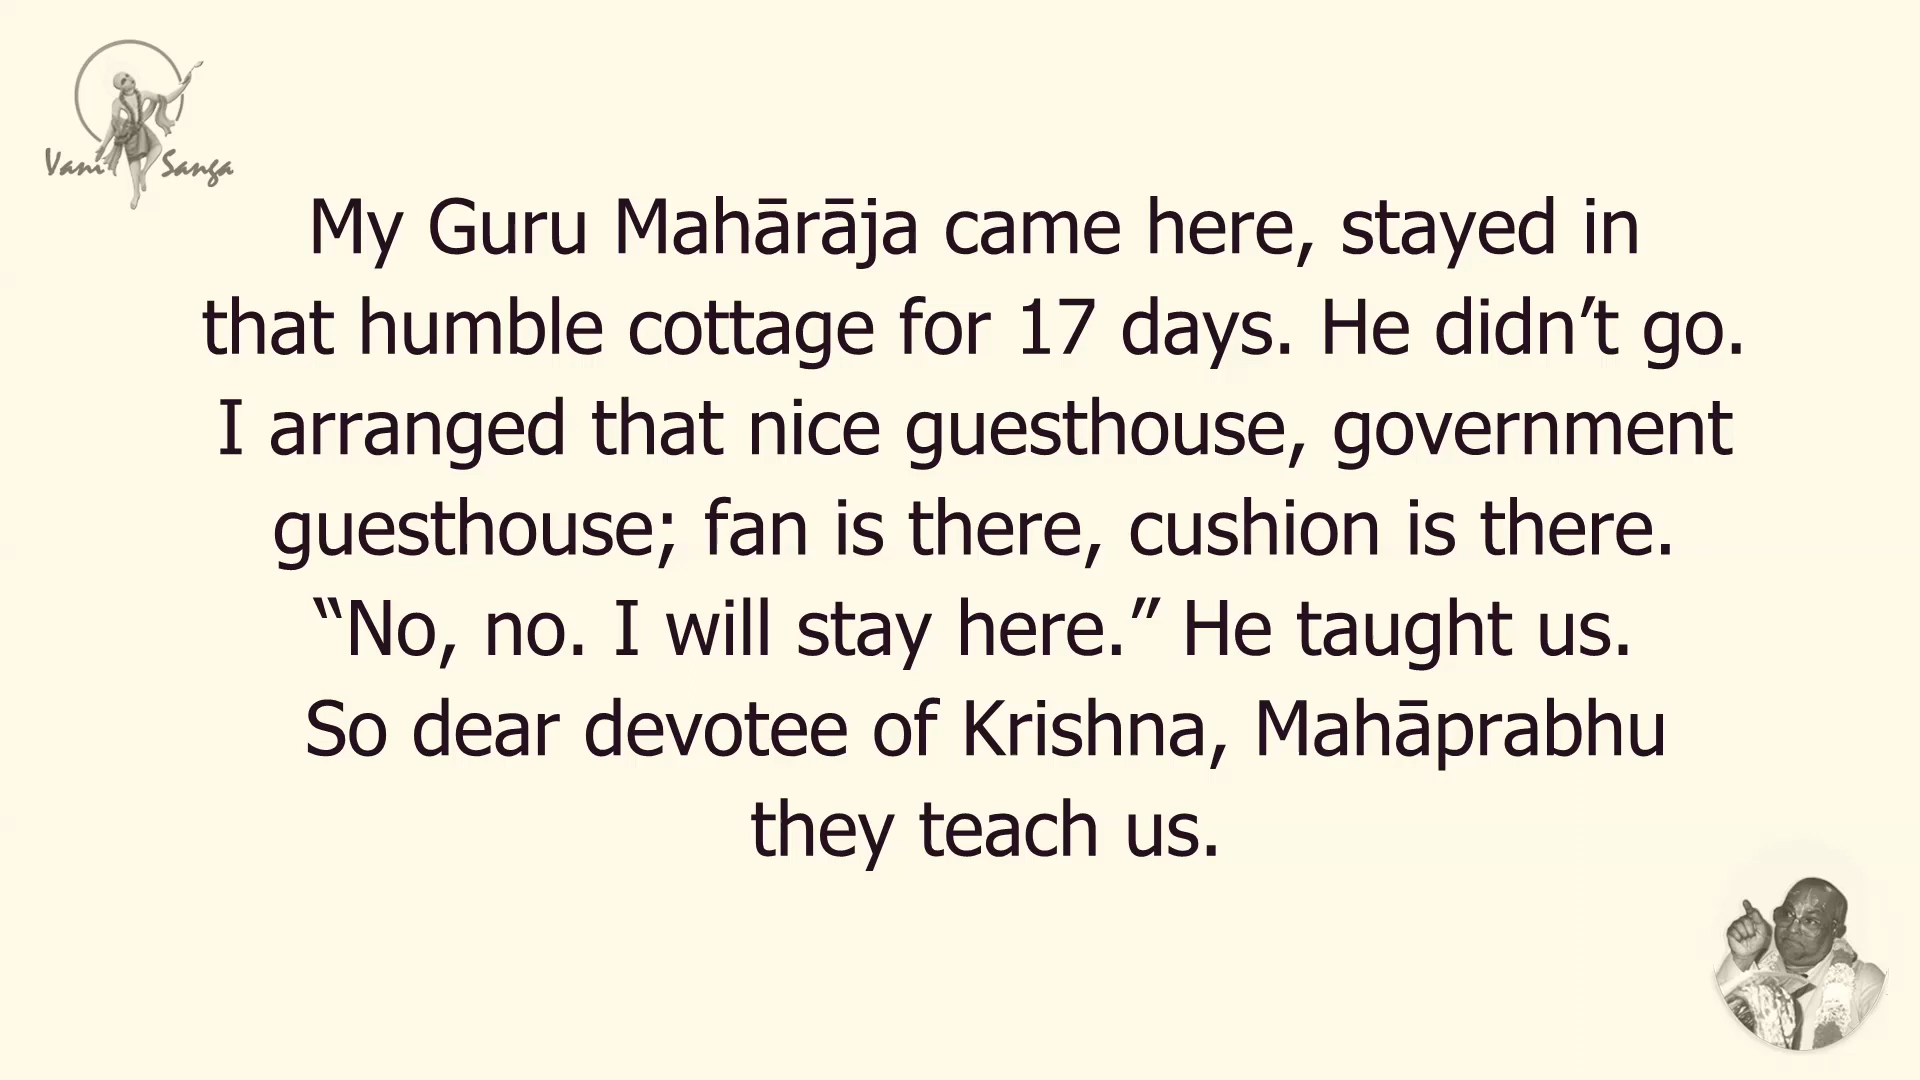 Vani Sanga
My Guru Mahārāja came here, stayed in
that humble cottage for 17 days. He didn’t go.
I arranged that nice guesthouse, government
guesthouse; fan is there, cushion is there.
“No, no. I will stay here.” He taught us.
So dear devotee of Krishna, Mahāprabhu
they teach us.